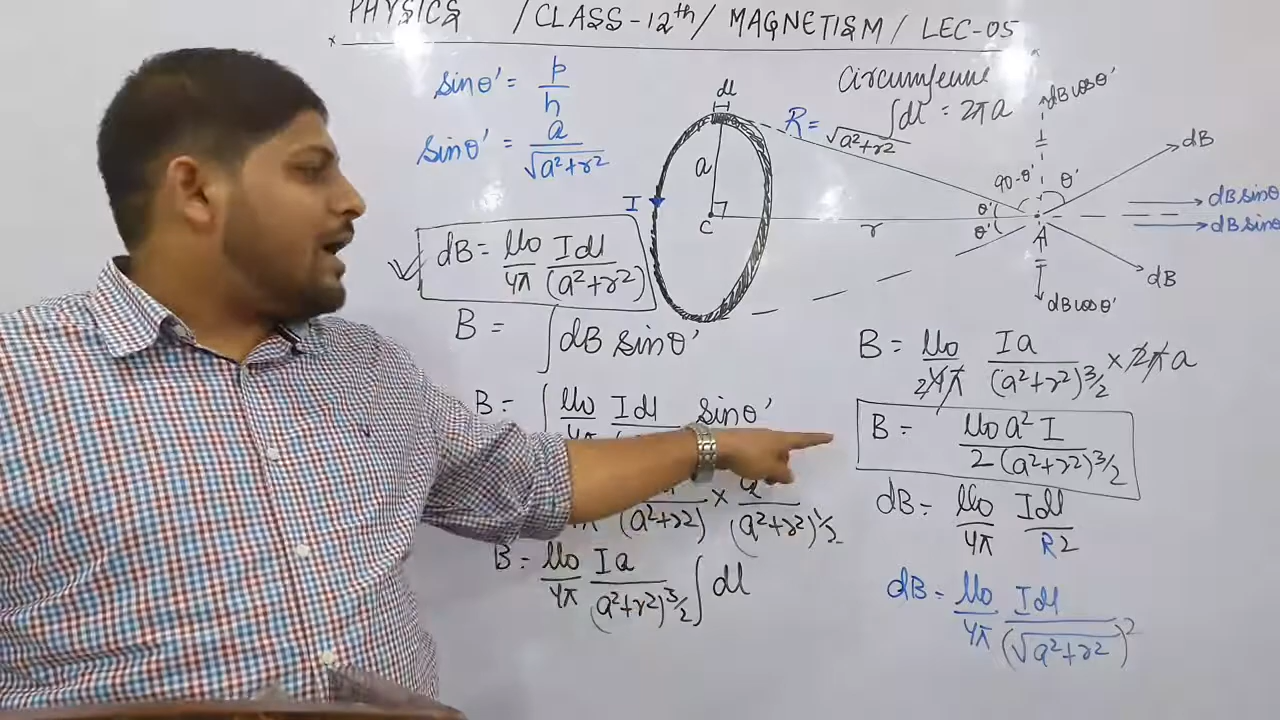 PHYSICS / CLASS-12th / MAGNETISM / LEC-05
sinθ' = p/h
sinθ' = a/√a²+r²
dB = μ₀/4π Idl/(a²+r²)
B = ∫dB sinθ'
B = ∫ μ₀/4π Idl sinθ'
(a²+r²) × (a²+r²)^1/2
B = μ₀/4π Ia/(a²+r²)^3/2 ∫dl
dl
a
I
C
R = √a²+r²
Circumference
∫dl = 2πa
dB cosθ'
dB
90-θ'
θ'
θ'
θ'
dB sinθ
dB sinθ
r
A
dB
dB cosθ'
B = μ₀/4π Ia/(a²+r²)^3/2 × 2πa
2
B = μ₀a²I/2(a²+r²)^3/2
dB = μ₀/4π Idl/R2
dB = μ₀/4π Idl/(√a²+r²)²